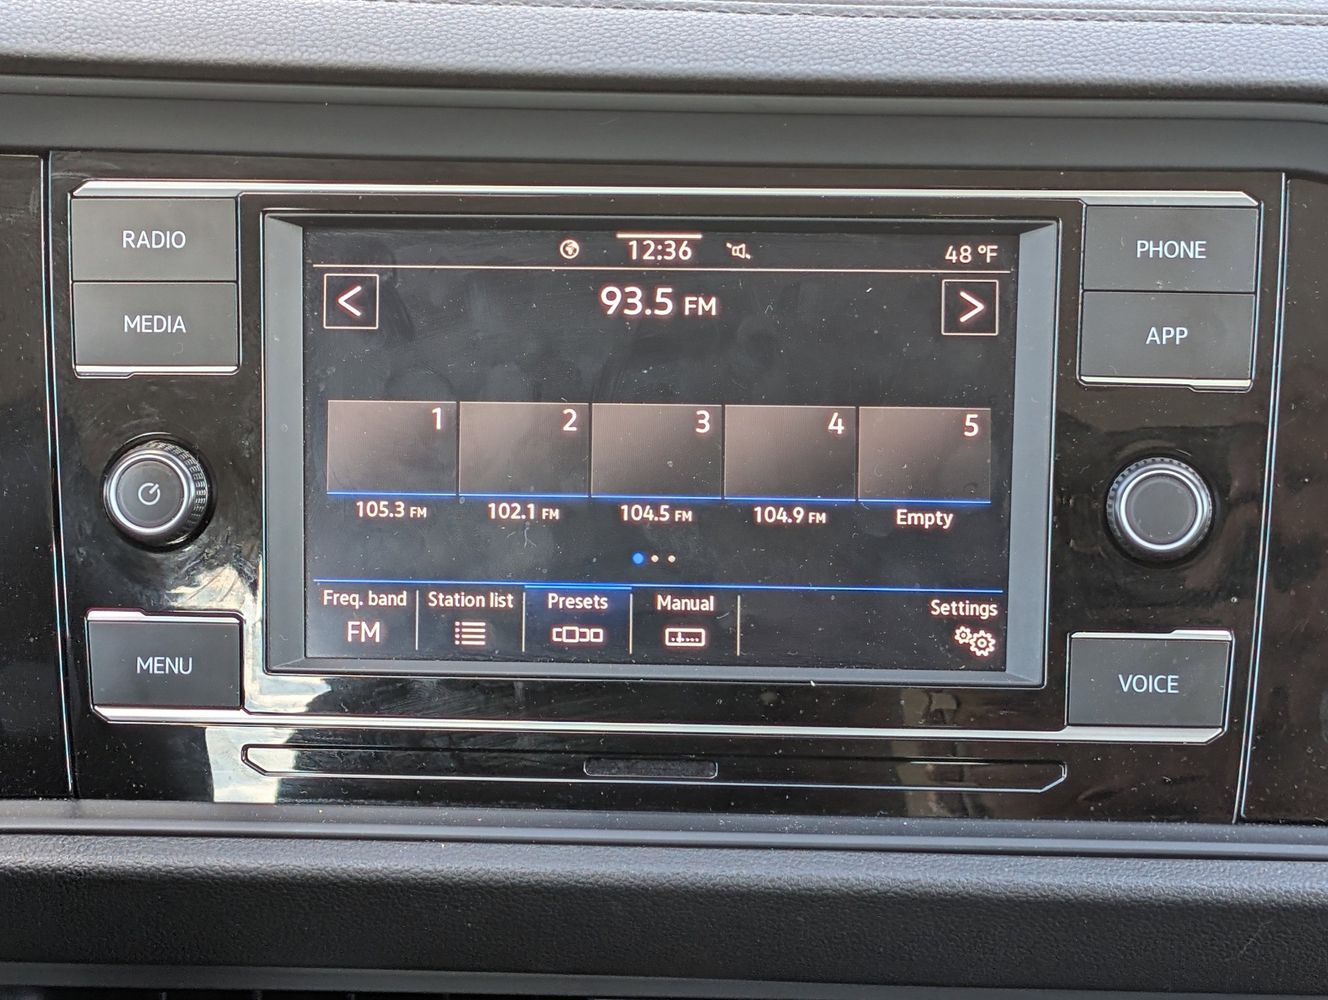 RADIO
MEDIA
MENU
12:36
48 °F
<
93.5 FM
>
1
2
3
4
5
105.3 FM
102.1 FM
104.5 FM
104.9 FM
Empty
Freq. band
FM
Station list
Presets
Manual
Settings
PHONE
APP
VOICE